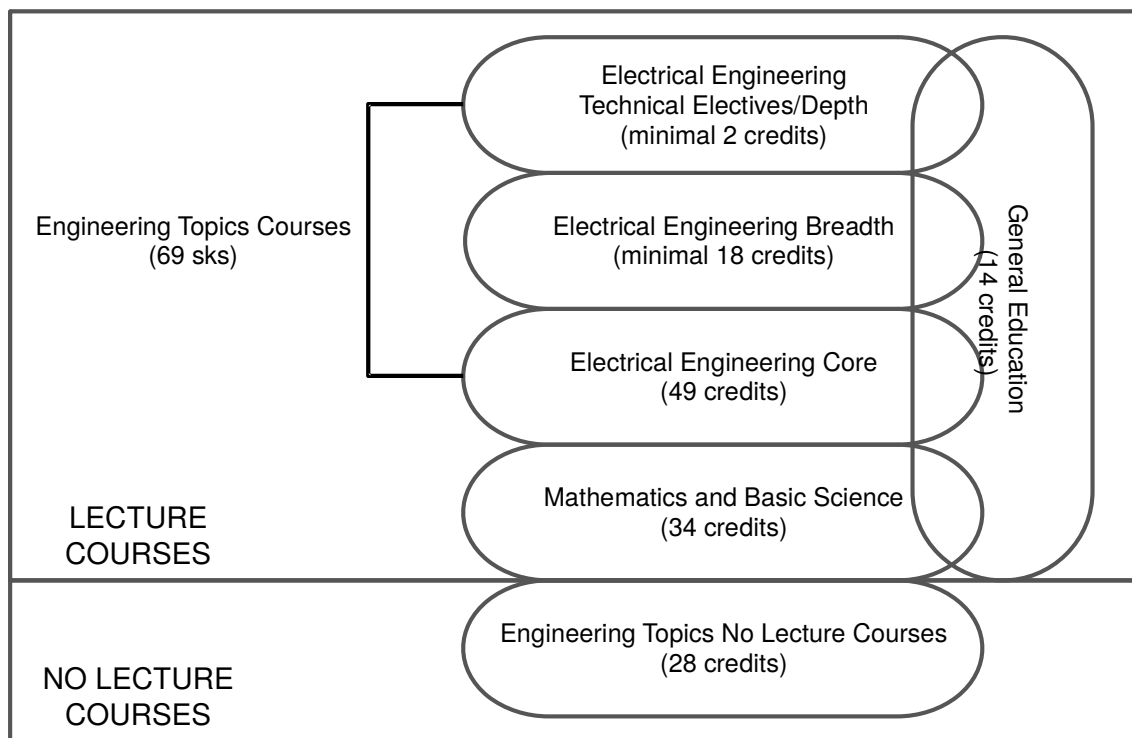 Electrical Engineering
Technical Electives/Depth
(minimal 2 credits)
Engineering Topics Courses
(69 sks)
Electrical Engineering Breadth
(minimal 18 credits)
General Education
(14 credits)
Electrical Engineering Core
(49 credits)
Mathematics and Basic Science
(34 credits)
LECTURE
COURSES
Engineering Topics No Lecture Courses
(28 credits)
NO LECTURE
COURSES